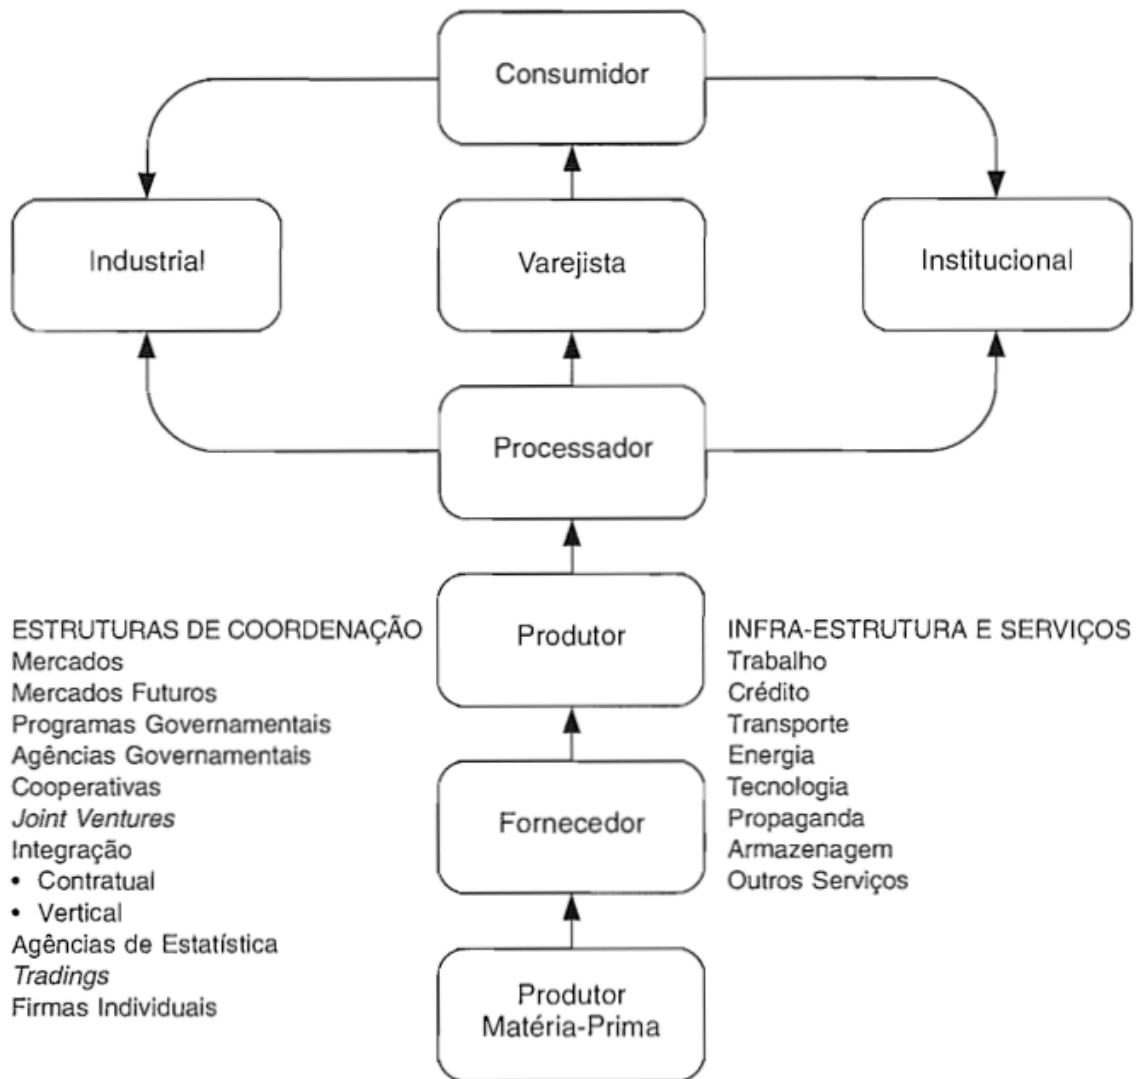 Consumidor
Industrial
Varejista
Institucional
Processador
Produtor
ESTRUTURAS DE COORDENAÇÃO
Mercados
Mercados Futuros
Programas Governamentais
Agências Governamentais
Cooperativas
Joint Ventures
Integração
• Contratual
• Vertical
Agências de Estatística
Tradings
Firmas Individuais
INFRA-ESTRUTURA E SERVIÇOS
Trabalho
Crédito
Transporte
Energia
Tecnologia
Propaganda
Armazenagem
Outros Serviços
Fornecedor
Produtor
Matéria-Prima